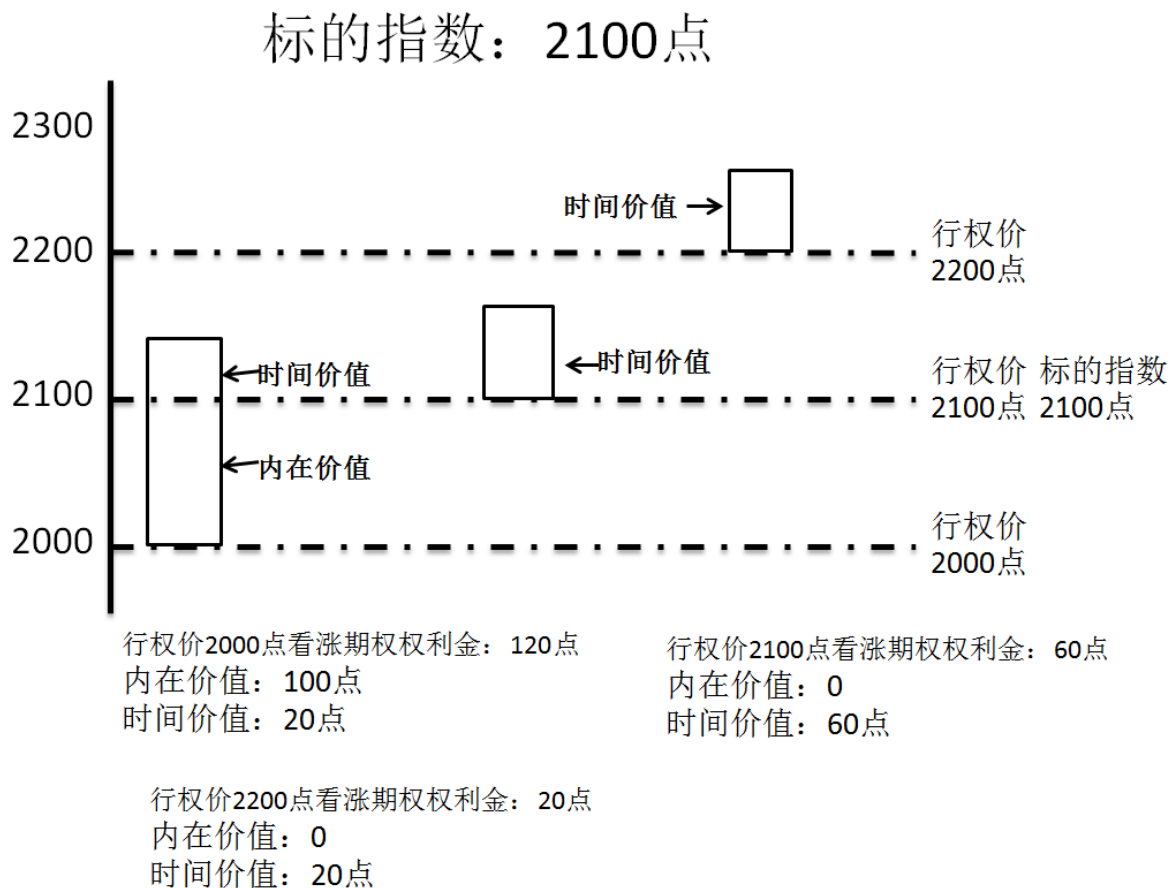 标的指数：2100点
2300
时间价值
行权价
2200
2200点
时间价值
时间价值
行权价 标的指数
2100
2100点 2100点
内在价值
行权价
2000
2000点
行权价2000点看涨期权权利金：120点
内在价值：100点
时间价值：20点
行权价2100点看涨期权权利金：60点
内在价值：0
时间价值：60点
行权价2200点看涨期权权利金：20点
内在价值：0
时间价值：20点